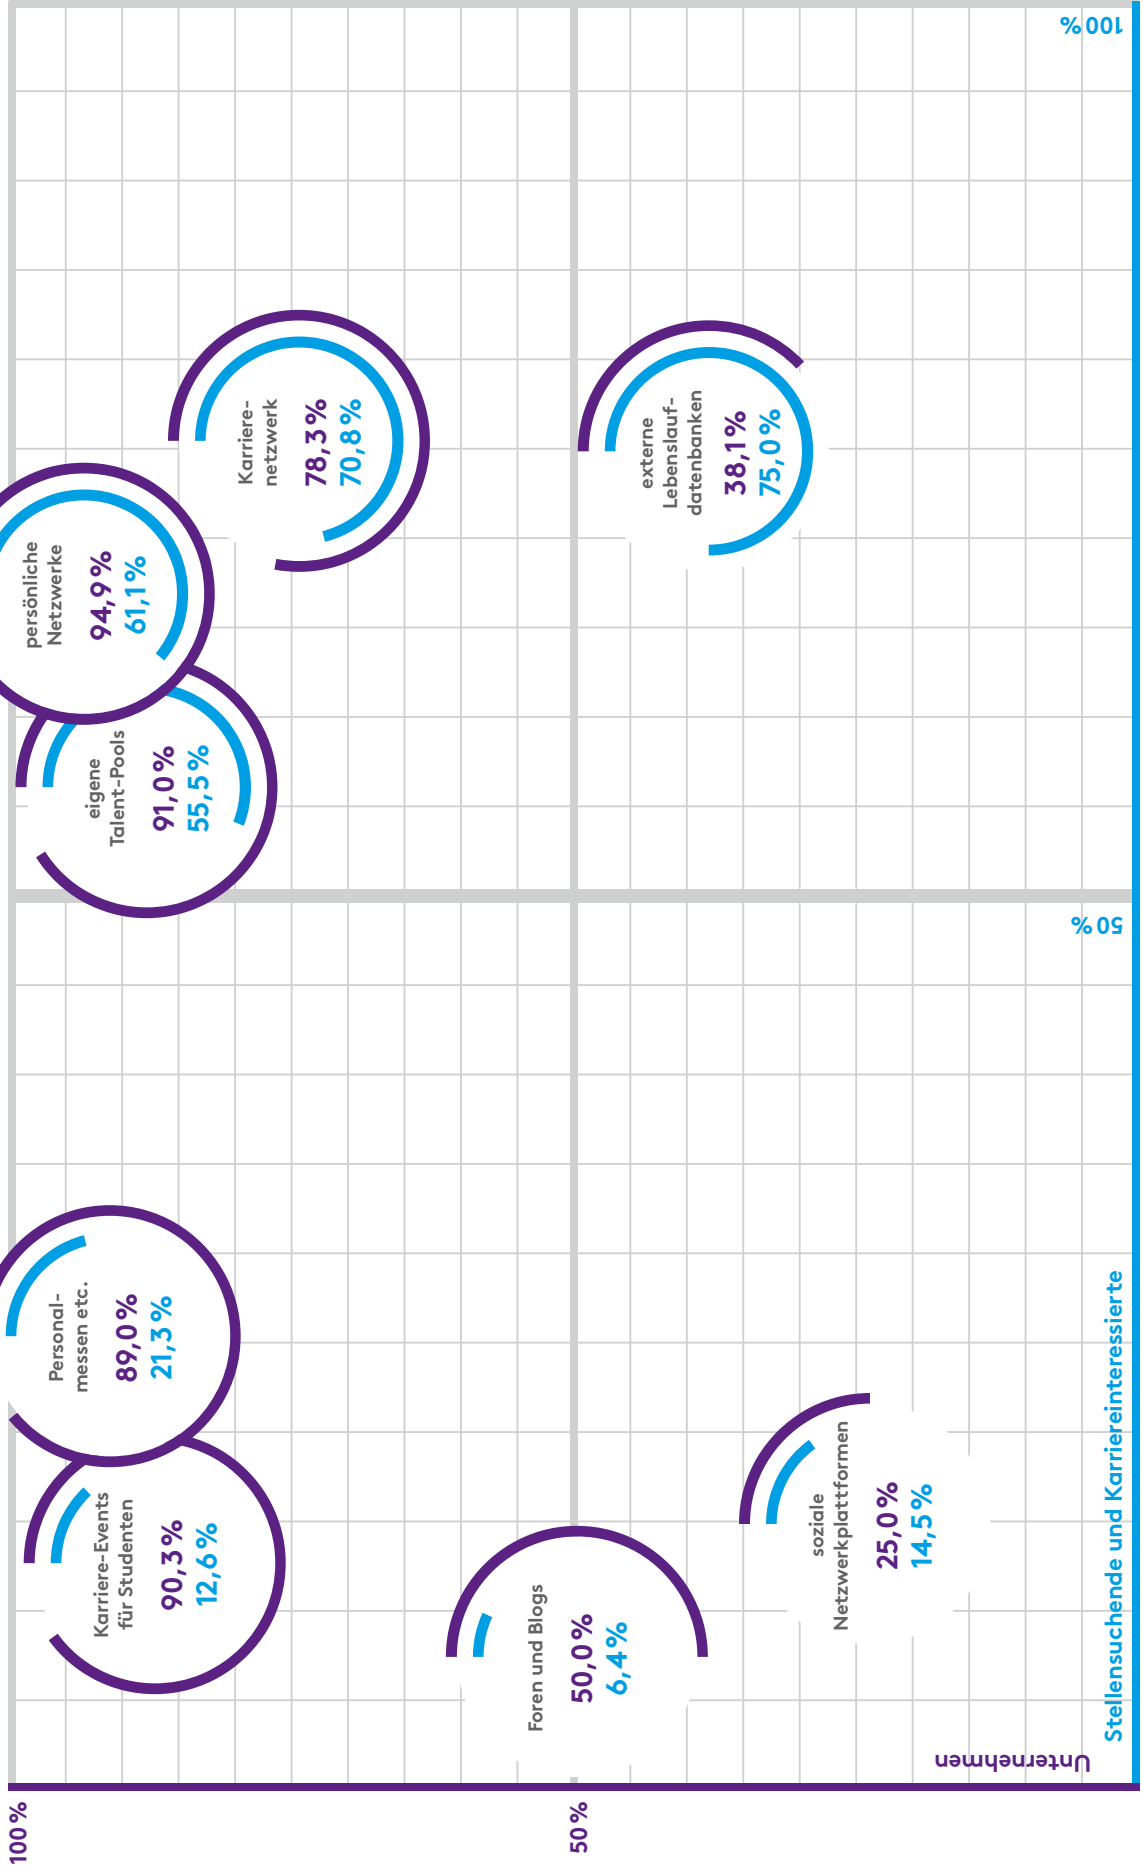 100 %
50 %
Unternehmen
Stellensuchende und Karriereinteressierte
50 %
100 %
Karriere-Events
für Studenten
90,3 %
12,6 %
Personal-
messen etc.
89,0 %
21,3 %
eigene
Talent-Pools
91,0 %
55,5 %
persönliche
Netzwerke
94,9 %
61,1 %
Karriere-
netzwerk
78,3 %
70,8 %
Foren und Blogs
50,0 %
6,4 %
soziale
Netzwerkplattformen
25,0 %
14,5 %
externe
Lebenslauf-
datenbanken
38,1 %
75,0 %